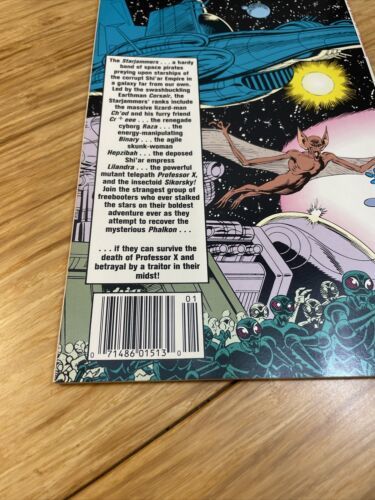 The Starjammers . . . a hardy
band of space pirates
preying upon starships of
the corrupt Shi'ar Empire in
a galaxy far from our own.
Led by the swashbuckling
Earthman Corsair, the
Starjammers' ranks include
the massive lizard-man
Ch'od and his furry friend
Cr'eee . . . the renegade
cyborg Raza . . . the
energy-manipulating
Binary . . . the agile
skunk-woman
Hepzibah . . . the deposed
Shi'ar empress
Lilandra . . . the powerful
mutant telepath Professor X,
and the insectoid Sikorsky!
Join the strangest group of
freebooters who ever stalked
the stars on their boldest
adventure ever as they
attempt to recover the
mysterious Phalkon . . .
. . . if they can survive the
death of Professor X and
betrayal by a traitor in their
midst!
01
0 71486 01513 0